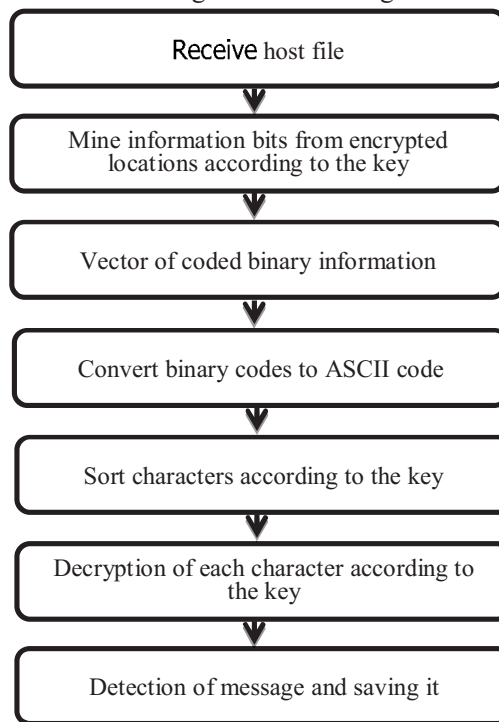 Receive host file
Mine information bits from encrypted
locations according to the key
Vector of coded binary information
Convert binary codes to ASCII code
Sort characters according to the key
Decryption of each character according to
the key
Detection of message and saving it